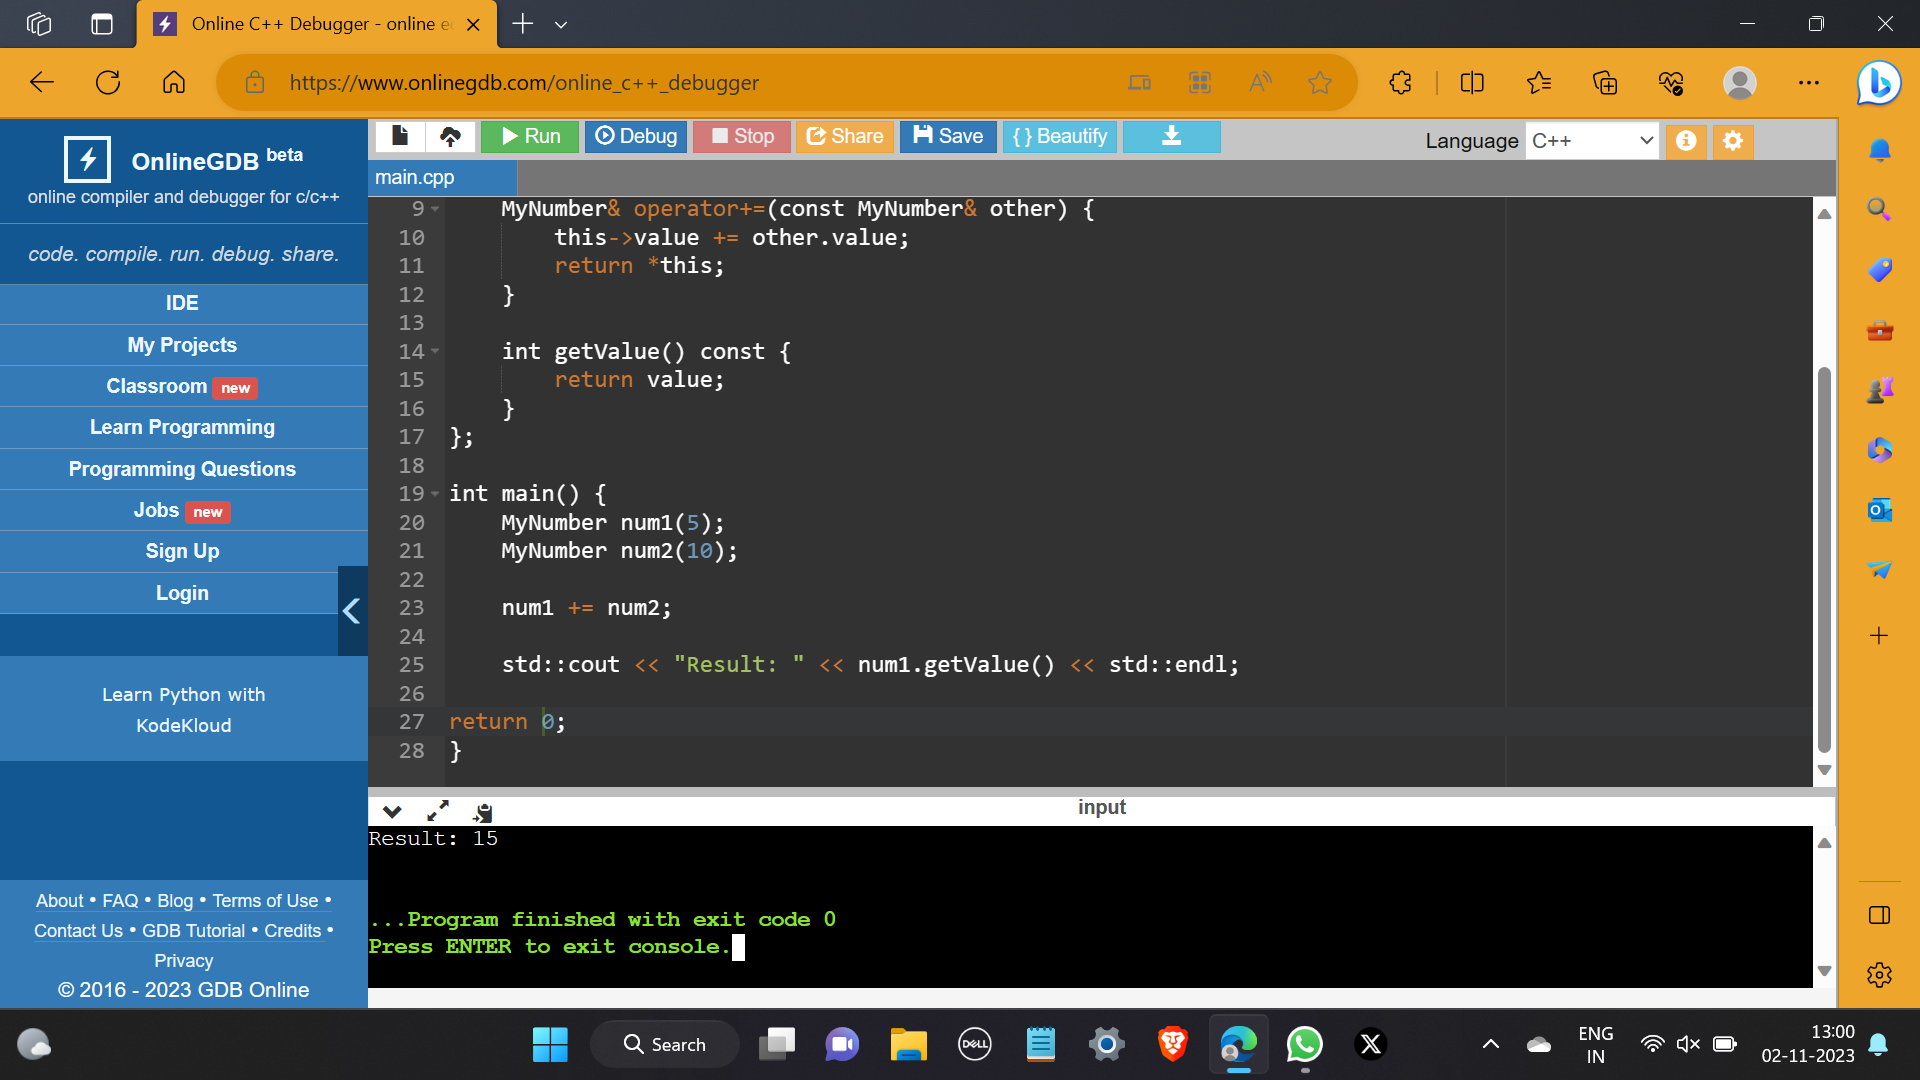 Online C++ Debugger - online e
https://www.onlinegdb.com/online_c++_debugger
OnlineGDB beta
online compiler and debugger for c/c++
code. compile. run. debug. share.
IDE
My Projects
Classroom new
Learn Programming
Programming Questions
Jobs new
Sign Up
Login
Learn Python with
KodeKloud
About • FAQ • Blog • Terms of Use •
Contact Us • GDB Tutorial • Credits •
Privacy
© 2016 - 2023 GDB Online
Run Debug Stop Share Save { } Beautify
Language C++
main.cpp
9 MyNumber& operator+=(const MyNumber& other) {
10 this->value += other.value;
11 return *this;
12 }
13
14 int getValue() const {
15 return value;
16 }
17 };
18
19 int main() {
20 MyNumber num1(5);
21 MyNumber num2(10);
22
23 num1 += num2;
24
25 std::cout << "Result: " << num1.getValue() << std::endl;
26
27 return 0;
28 }
input
Result: 15
...Program finished with exit code 0
Press ENTER to exit console.
Search
DELL
ENG
IN
13:00
02-11-2023